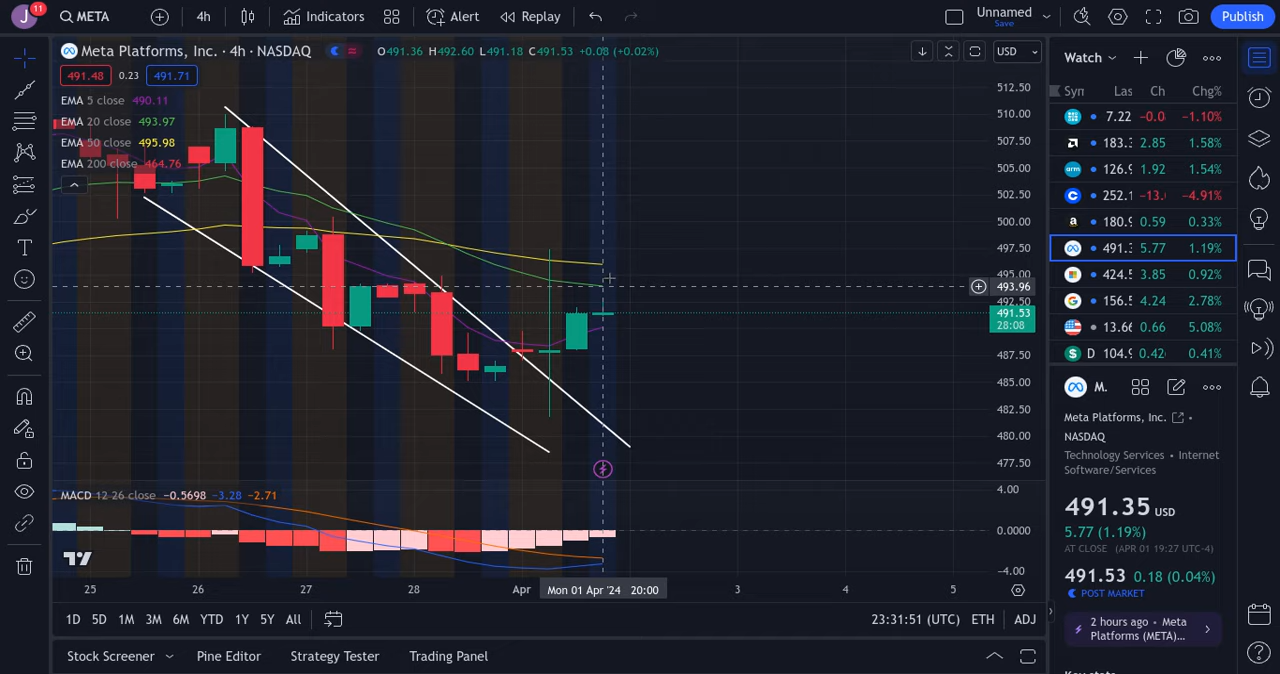 J 11 META 4h Indicators Alert Replay Unnamed Save Publish
Meta Platforms, Inc. · 4h · NASDAQ O491.36 H492.60 L491.18 C491.53 +0.08 (+0.02%) USD
491.48 0.23 491.71
EMA 5 close 490.11
EMA 20 close 493.97
EMA 50 close 495.98
EMA 200 close 464.76
512.50
510.00
507.50
505.00
502.50
500.00
497.50
495.00
493.96
492.50
491.53
28:08
487.50
485.00
482.50
480.00
477.50
MACD 12 26 close −0.5698 −3.28 −2.71
4.00
0.0000
−4.00
25 26 27 28 Apr Mon 01 Apr '24 20:00 3 4 5
1D 5D 1M 3M 6M YTD 1Y 5Y All 23:31:51 (UTC) ETH ADJ
Stock Screener Pine Editor Strategy Tester Trading Panel
Watch
Syn Las Ch Chg%
7.22 −0.0 −1.10%
183.3 2.85 1.58%
arm 126.9 1.92 1.54%
252.1 −13.0 −4.91%
a 180.9 0.59 0.33%
491.3 5.77 1.19%
424.5 3.85 0.92%
G 156.5 4.24 2.78%
13.66 0.66 5.08%
$ D 104.9 0.42 0.41%
M.
Meta Platforms, Inc.
NASDAQ
Technology Services • Internet
Software/Services
491.35 USD
5.77 (1.19%)
AT CLOSE (APR 01 19:27 UTC-4)
491.53 0.18 (0.04%)
POST MARKET
2 hours ago • Meta
Platforms (META)...